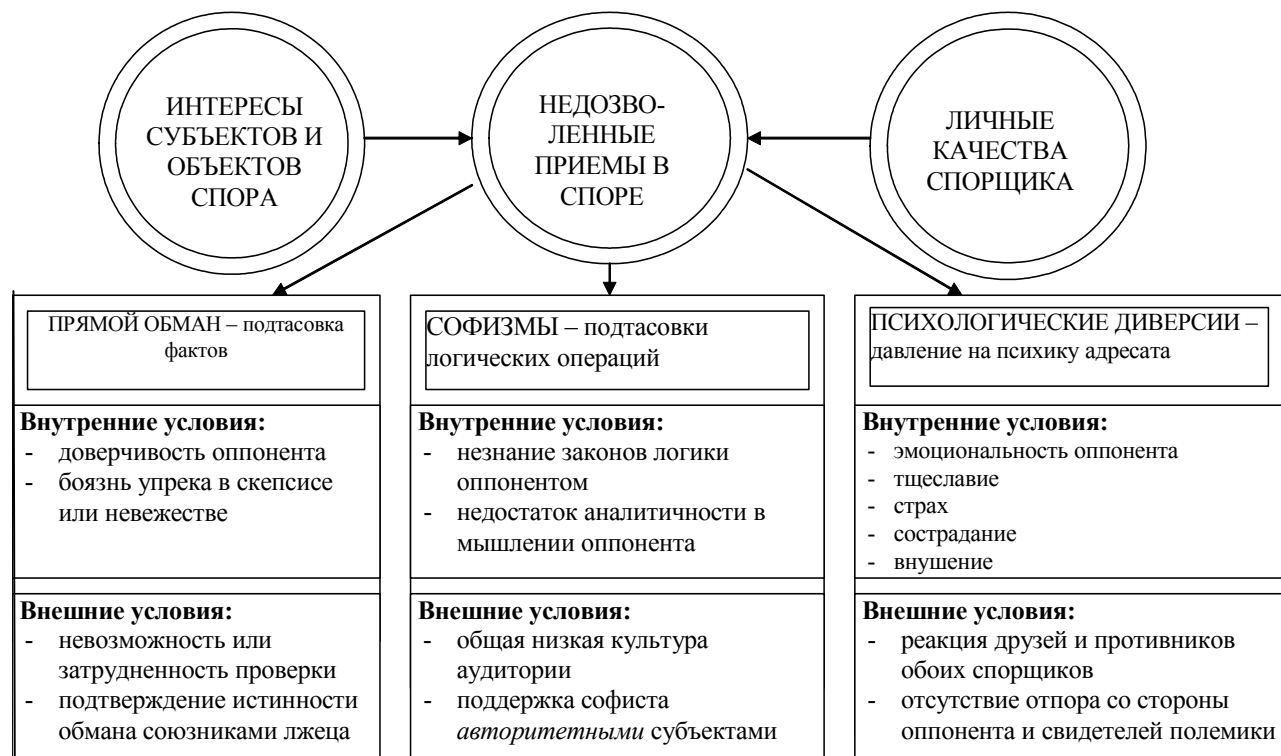 ИНТЕРЕСЫ
СУБЪЕКТОВ И
ОБЪЕКТОВ
СПОРА
НЕДОЗВО-
ЛЕННЫЕ
ПРИЕМЫ В
СПОРЕ
ЛИЧНЫЕ
КАЧЕСТВА
СПОРЩИКА
ПРЯМОЙ ОБМАН – подтасовка
фактов
Внутренние условия:
- доверчивость оппонента
- боязнь упрека в скепсисе
или невежестве
Внешние условия:
- невозможность или
затрудненность проверки
- подтверждение истинности
обмана союзниками лжеца
СОФИЗМЫ – подтасовки
логических операций
Внутренние условия:
- незнание законов логики
оппонентом
- недостаток аналитичности в
мышлении оппонента
Внешние условия:
- общая низкая культура
аудитории
- поддержка софиста
авторитетными субъектами
ПСИХОЛОГИЧЕСКИЕ ДИВЕРСИИ –
давление на психику адресата
Внутренние условия:
- эмоциональность оппонента
- тщеславие
- страх
- сострадание
- внушение
Внешние условия:
- реакция друзей и противников
обоих спорщиков
- отсутствие отпора со стороны
оппонента и свидетелей полемики